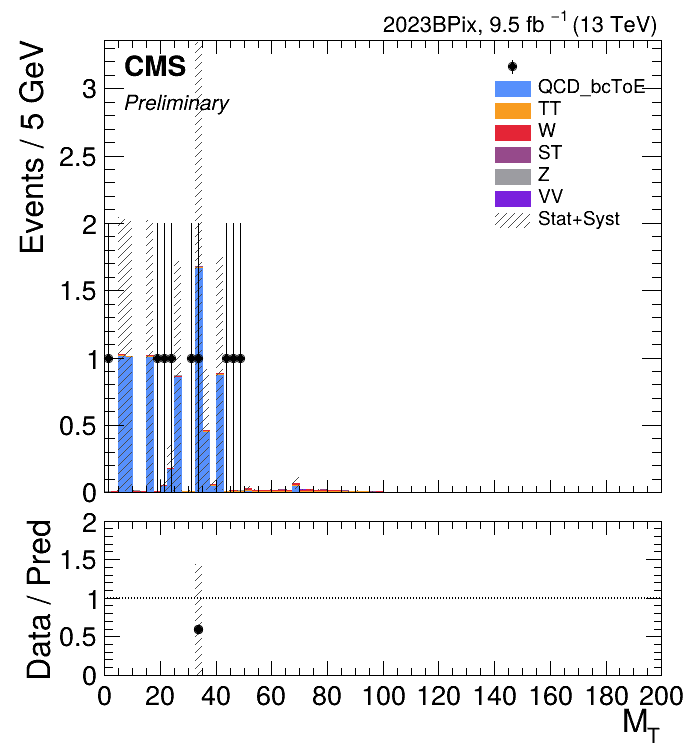 2023BPix, 9.5 fb⁻¹ (13 TeV)
CMS
Preliminary
QCD_bcToE
TT
W
ST
Z
VV
Stat+Syst
Events / 5 GeV
3
2.5
2
1.5
1
0.5
0
Data / Pred
2
1.5
1
0.5
0
0 20 40 60 80 100 120 140 160 180 200
M_T